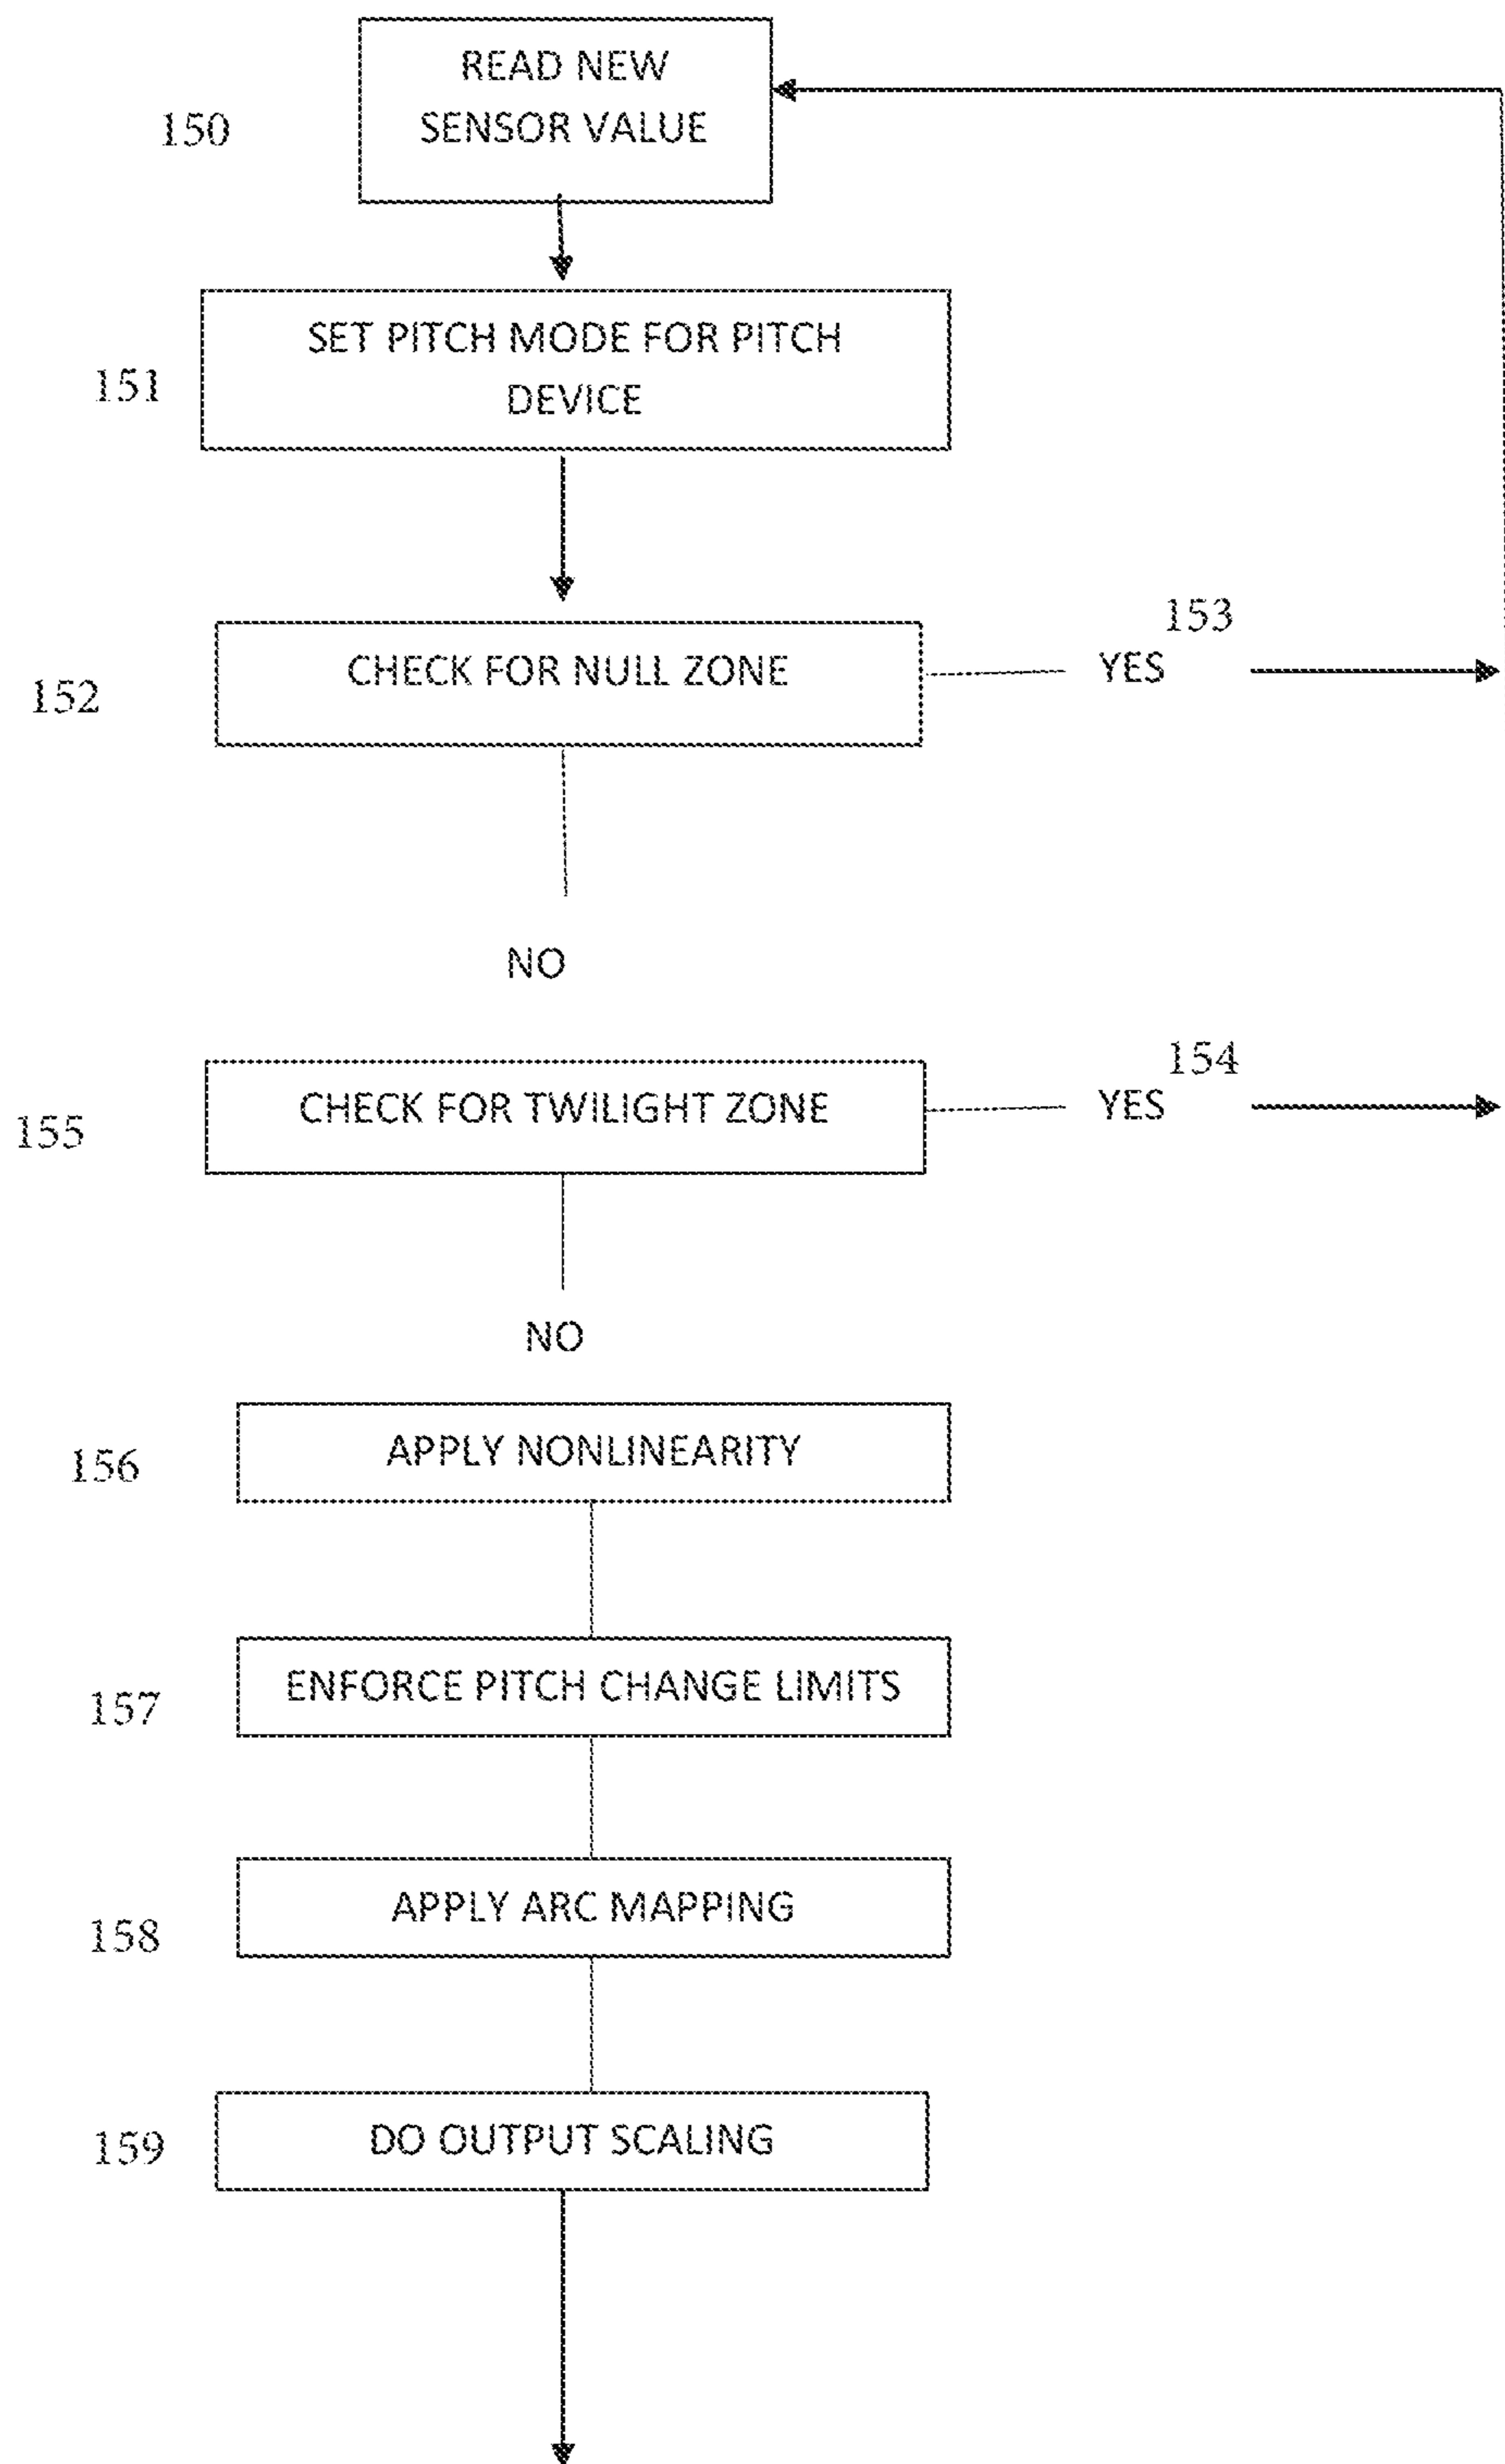 READ NEW
SENSOR VALUE
150
SET PITCH MODE FOR PITCH
DEVICE
151
153
CHECK FOR NULL ZONE
YES
152
NO
154
CHECK FOR TWILIGHT ZONE
YES
155
NO
APPLY NONLINEARITY
156
ENFORCE PITCH CHANGE LIMITS
157
APPLY ARC MAPPING
158
DO OUTPUT SCALING
159